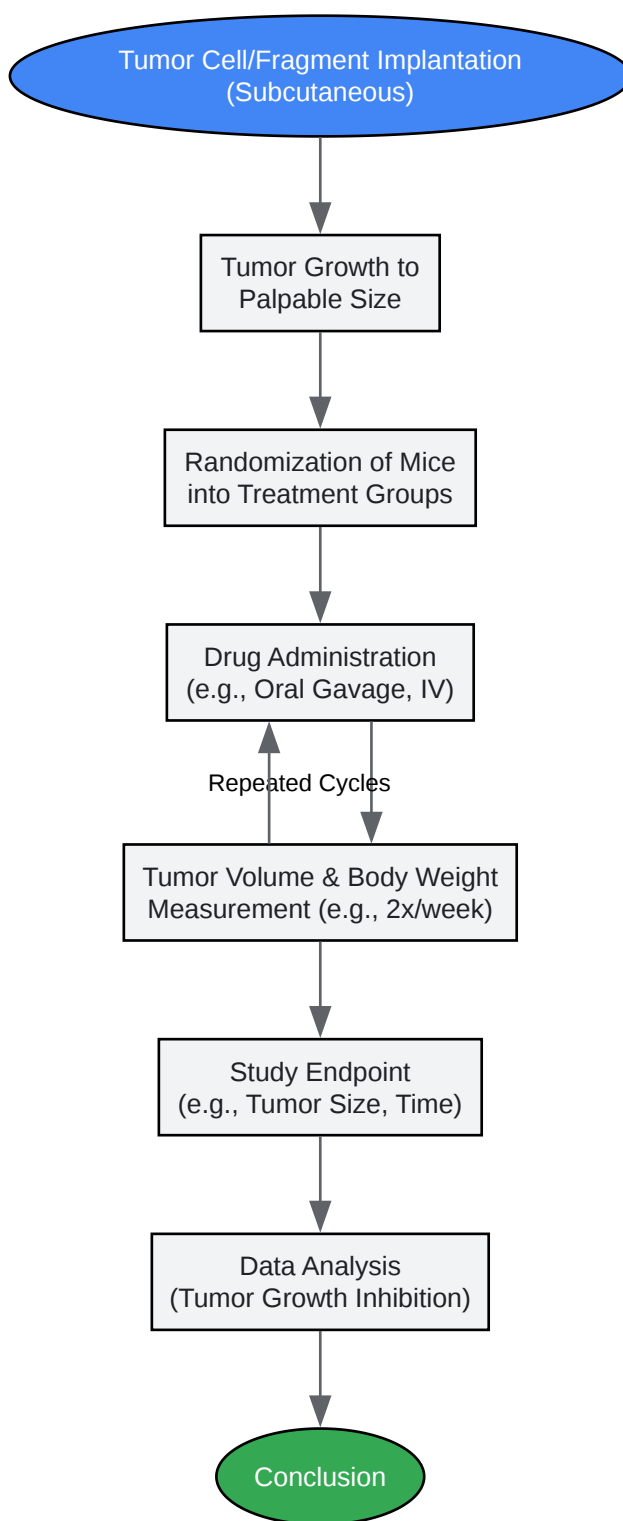 Tumor Cell/Fragment Implantation
(Subcutaneous)
Tumor Growth to
Palpable Size
Randomization of Mice
into Treatment Groups
Drug Administration
(e.g., Oral Gavage, IV)
Repeated Cycles
Tumor Volume & Body Weight
Measurement (e.g., 2x/week)
Study Endpoint
(e.g., Tumor Size, Time)
Data Analysis
(Tumor Growth Inhibition)
Conclusion